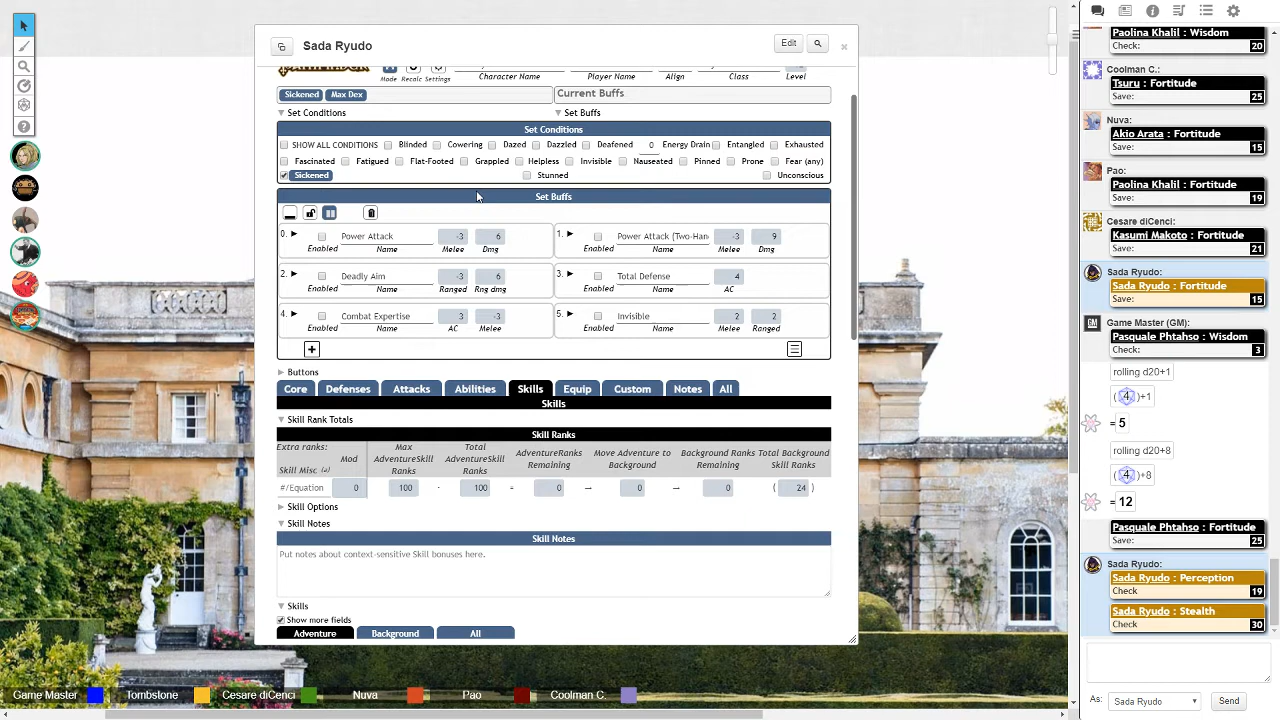 Sada Ryudo
Edit
Mode Recalc Settings
Character Name Player Name Align Class Level
Sickened Max Dex
Current Buffs
Set Conditions
Set Buffs
Set Conditions
SHOW ALL CONDITIONS Blinded Cowering Dazed Dazzled Deafened 0 Energy Drain Entangled Exhausted
Fascinated Fatigued Flat-Footed Grappled Helpless Invisible Nauseated Pinned Prone Fear (any)
Sickened Stunned Unconscious
Set Buffs
0. Power Attack -3 6
Enabled Name Melee Dmg
1. Power Attack (Two-Han -3 9
Enabled Name Melee Dmg
2. Deadly Aim -3 6
Enabled Name Ranged Rng dmg
3. Total Defense 4
Enabled Name AC
4. Combat Expertise 3 -3
Enabled Name AC Melee
5. Invisible 2 2
Enabled Name Melee Ranged
Buttons
Core Defenses Attacks Abilities Skills Equip Custom Notes All
Skills
Skill Rank Totals
Skill Ranks
Extra ranks:
Skill Misc (a)
Mod
Max AdventureSkill Ranks
Total AdventureSkill Ranks
AdventureRanks Remaining
Move Adventure to Background
Background Ranks Remaining
Total Background Skill Ranks
#/Equation 0 100 - 100 = 0 → 0 → 0 ( 24 )
Skill Options
Skill Notes
Skill Notes
Put notes about context-sensitive Skill bonuses here.
Skills
Show more fields
Adventure Background All
Game Master Tombstone Cesare diCenci Nuva Pao Coolman C.
Paolina Khalil : Wisdom
Check: 20
Coolman C.:
Tsuru : Fortitude
Save: 25
Nuva:
Akio Arata : Fortitude
Save: 15
Pao:
Paolina Khalil : Fortitude
Save: 19
Cesare diCenci:
Kasumi Makoto : Fortitude
Save: 21
Sada Ryudo:
Sada Ryudo : Fortitude
Save: 15
Game Master (GM):
Pasquale Phtahso : Wisdom
Check: 3
rolling d20+1
(4)+1
= 5
rolling d20+8
(4)+8
= 12
Pasquale Phtahso : Fortitude
Save: 25
Sada Ryudo:
Sada Ryudo : Perception
Check 19
Sada Ryudo : Stealth
Check 30
As: Sada Ryudo Send